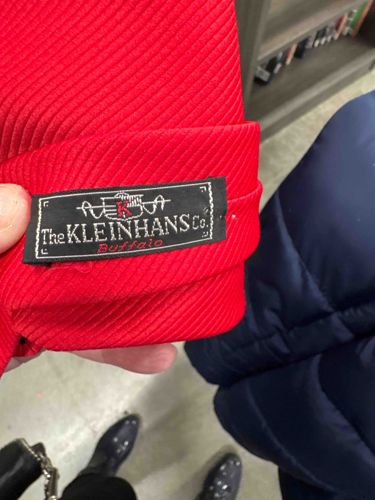 K
The KLEINHANS Co.
Buffalo